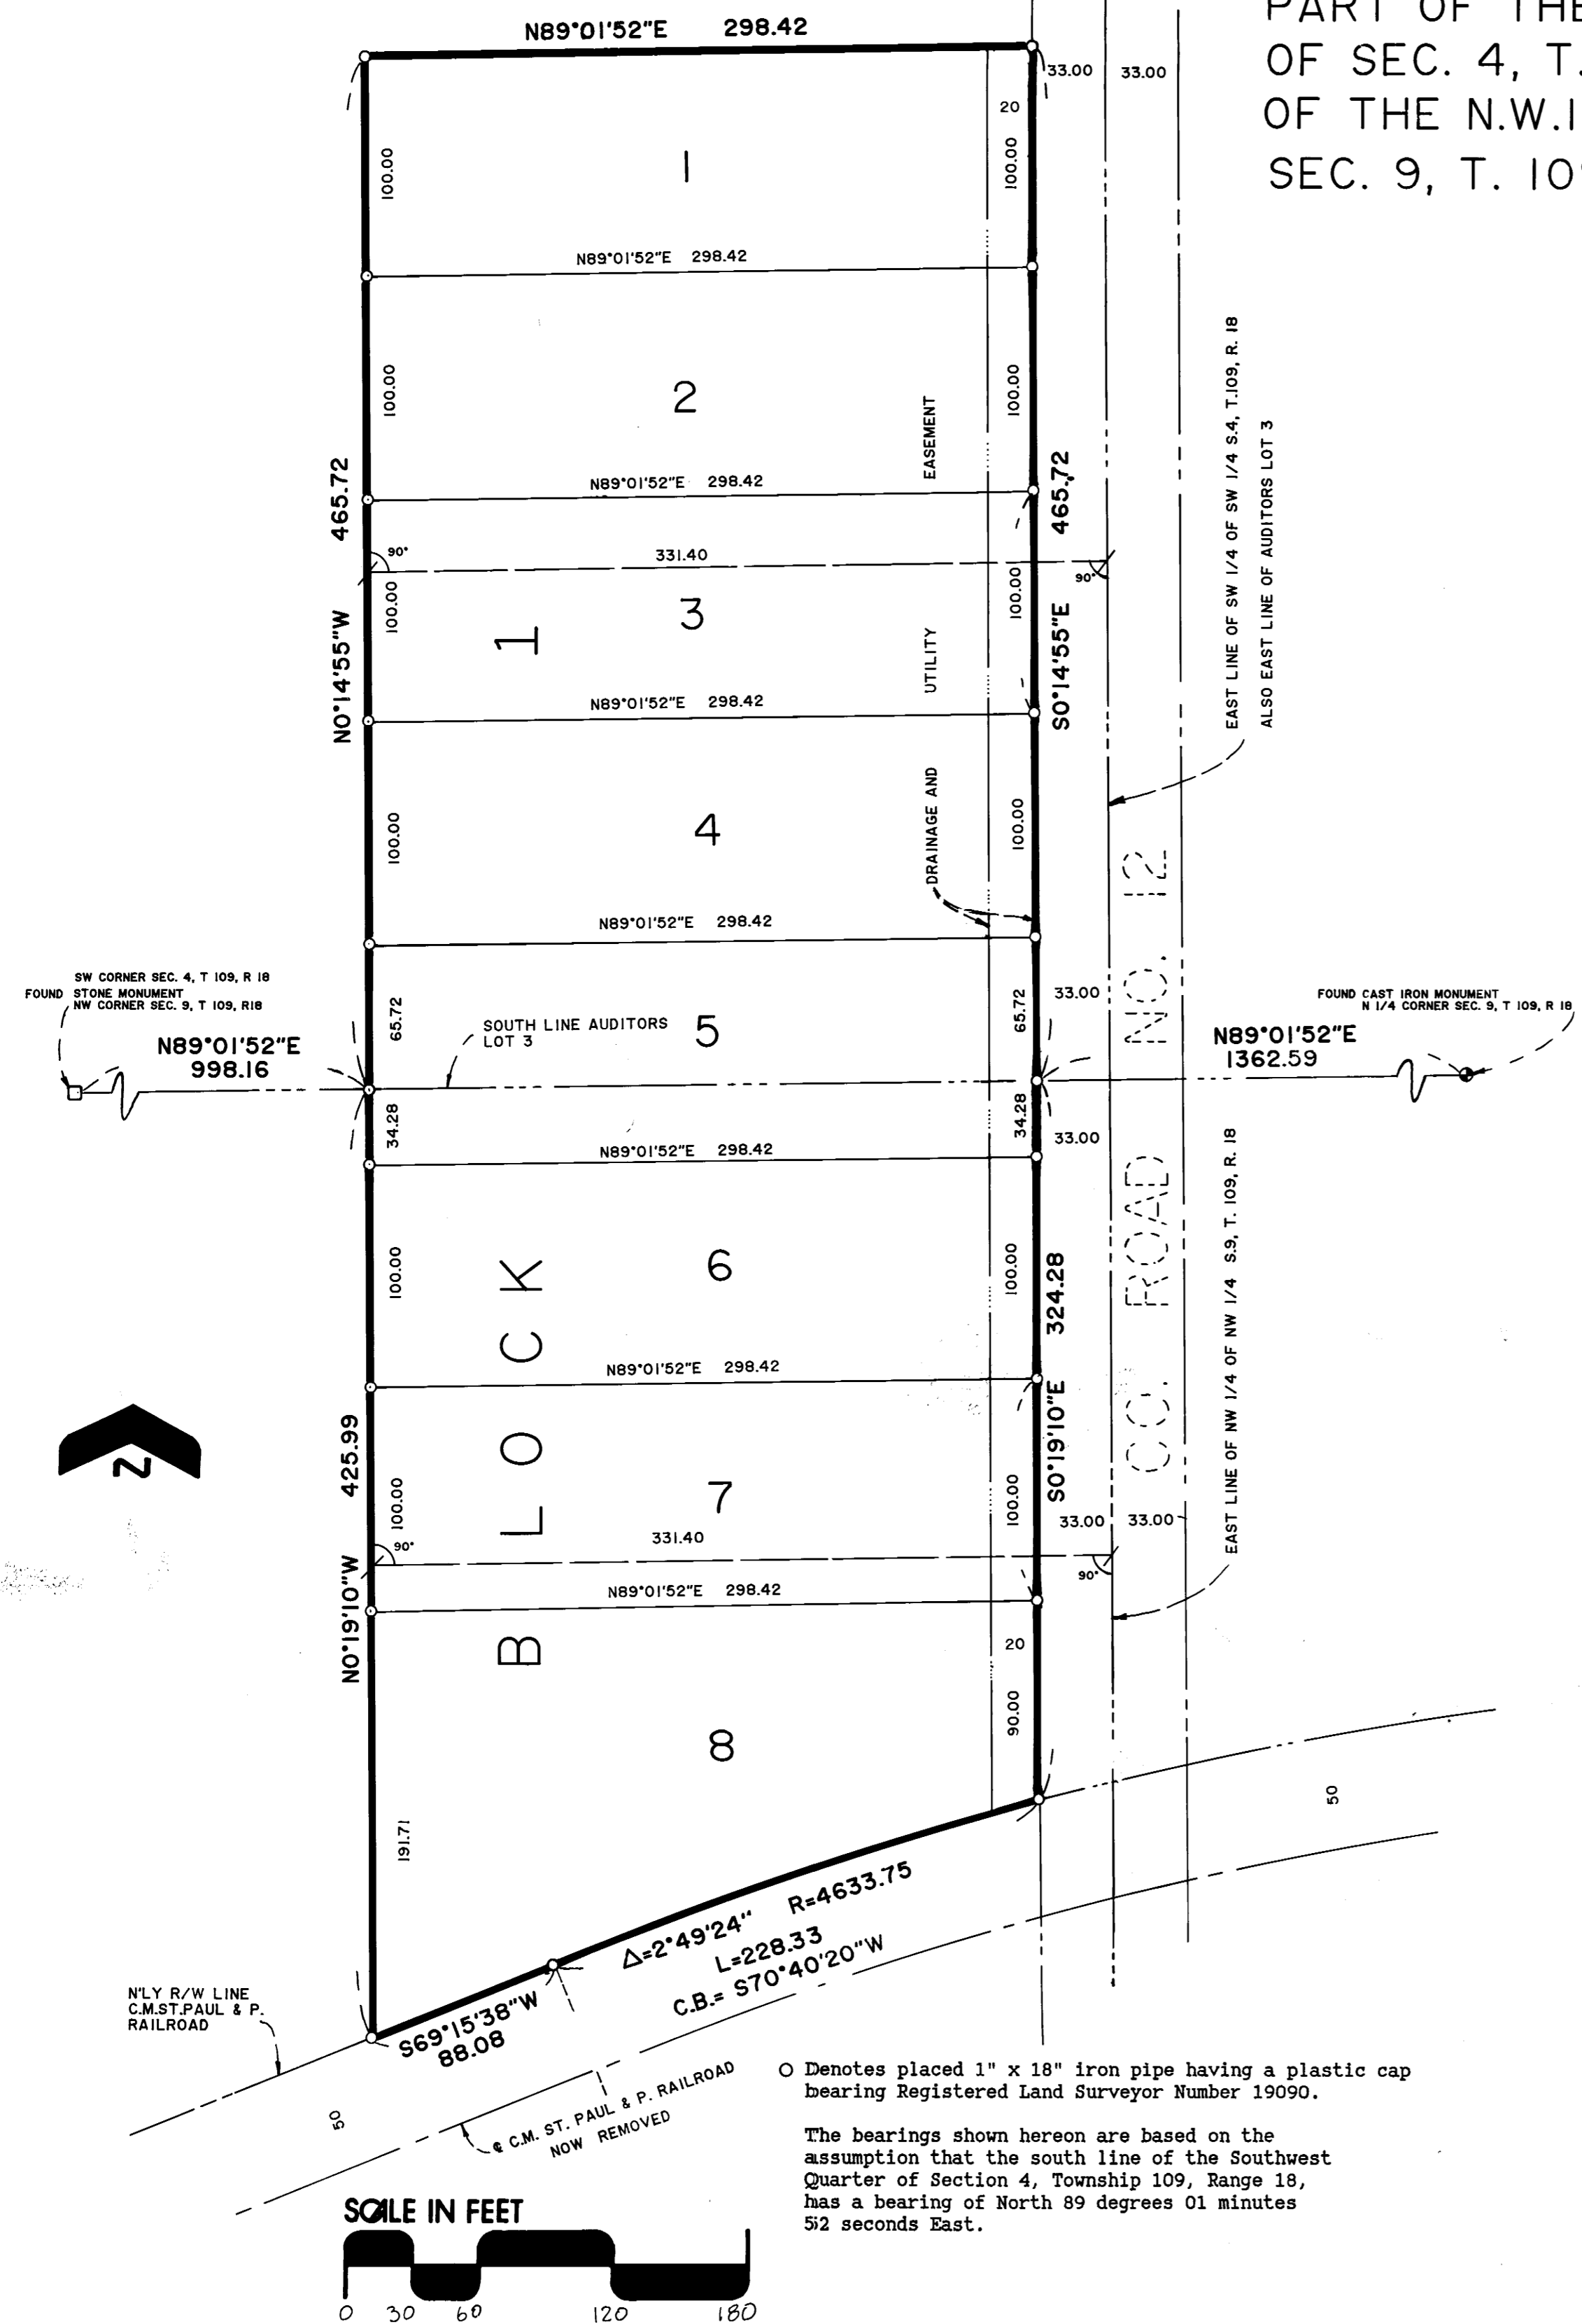 PART OF THE
OF SEC. 4, T.
OF THE N.W.1
SEC. 9, T. 109
N89°01'52"E 298.42
33.00 33.00
20
100.00
1
100.00
N89°01'52"E 298.42
100.00
2
100.00
EASEMENT
465.72
N89°01'52"E 298.42
465.72
90°
331.40
90°
100.00
3
100.00
1
UTILITY
N0°14'55"W
S0°14'55"E
N89°01'52"E 298.42
EAST LINE OF SW 1/4 OF SW 1/4 S.4, T.109, R. 18
ALSO EAST LINE OF AUDITORS LOT 3
100.00
4
100.00
DRAINAGE AND
N89°01'52"E 298.42
SW CORNER SEC. 4, T 109, R 18
FOUND STONE MONUMENT
NW CORNER SEC. 9, T 109, R18
N89°01'52"E
998.16
65.72
SOUTH LINE AUDITORS
LOT 3
5
65.72
33.00
FOUND CAST IRON MONUMENT
N 1/4 CORNER SEC. 9, T 109, R 18
N89°01'52"E
1362.59
34.28
34.28
33.00
N89°01'52"E 298.42
CO. ROAD NO. 12
100.00
6
100.00
324.28
BLOCK
N89°01'52"E 298.42
EAST LINE OF NW 1/4 OF NW 1/4 S.9, T. 109, R. 18
N
425.99
S0°19'10"E
100.00
7
100.00
33.00 33.00
90°
331.40
90°
N0°19'10"W
N89°01'52"E 298.42
20
90.00
8
191.71
50
Δ=2°49'24" R=4633.75
L=228.33
C.B.= S70°40'20"W
N'LY R/W LINE
C.M.ST.PAUL & P.
RAILROAD
S69°15'38"W
88.08
50
℄ C.M. ST. PAUL & P. RAILROAD
NOW REMOVED
O Denotes placed 1" x 18" iron pipe having a plastic cap
bearing Registered Land Surveyor Number 19090.
The bearings shown hereon are based on the
assumption that the south line of the Southwest
Quarter of Section 4, Township 109, Range 18,
has a bearing of North 89 degrees 01 minutes
52 seconds East.
SCALE IN FEET
0 30 60 120 180